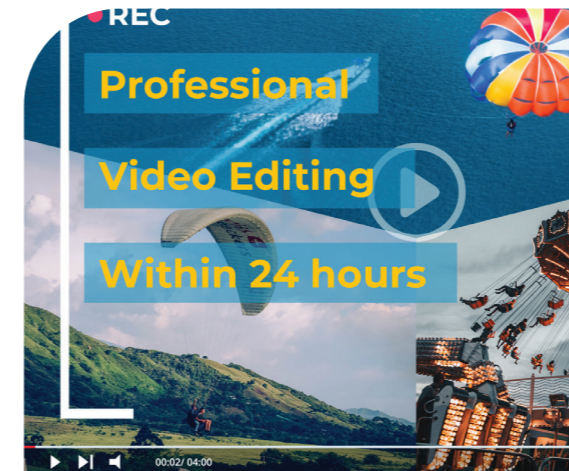 REC
Professional
Video Editing
Within 24 hours
00:02/ 04:00